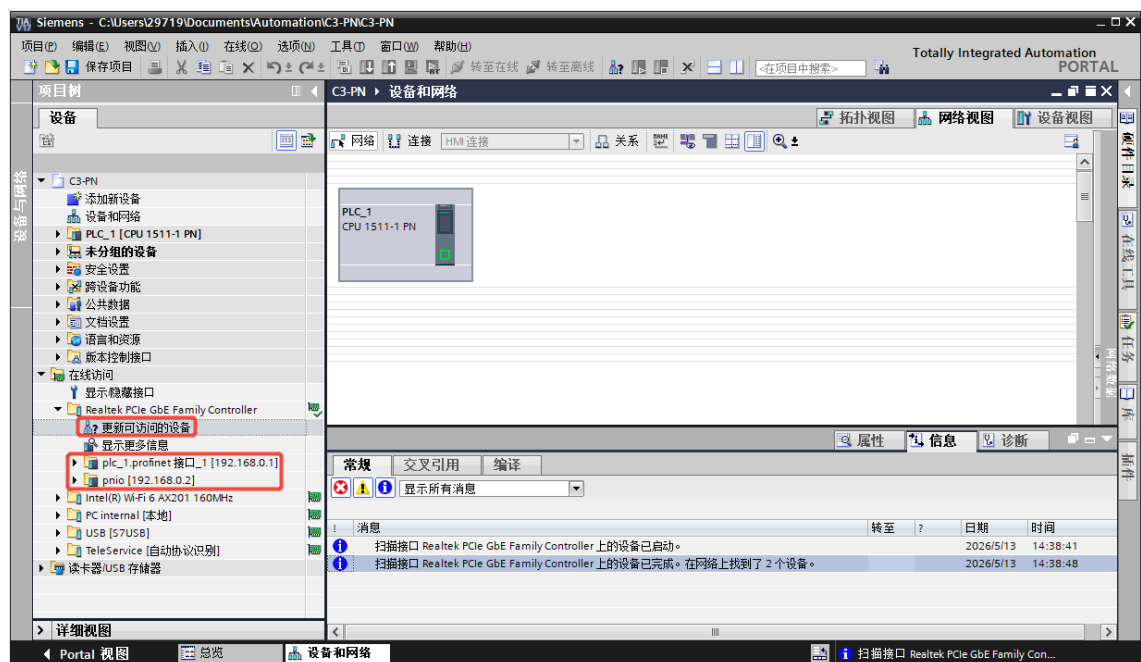 Siemens - C:\Users\29719\Documents\Automation\C3-PN\C3-PN
项目(P) 编辑(E) 视图(V) 插入(I) 在线(O) 选项(N) 工具(T) 窗口(W) 帮助(H)
Totally Integrated Automation
PORTAL
保存项目 转至在线 转至离线 <在项目中搜索>
项目树
C3-PN ▸ 设备和网络
设备
拓扑视图 网络视图 设备视图
网络 连接 HMI 连接 关系
设备与网络
C3-PN
添加新设备
设备和网络
PLC_1 [CPU 1511-1 PN]
未分组的设备
安全设置
跨设备功能
公共数据
文档设置
语言和资源
版本控制接口
在线访问
显示/隐藏接口
Realtek PCIe GbE Family Controller
更新可访问的设备
显示更多信息
plc_1.profinet 接口_1 [192.168.0.1]
pnio [192.168.0.2]
Intel(R) Wi-Fi 6 AX201 160MHz
PC internal [本地]
USB [S7USB]
TeleService [自动协议识别]
读卡器/USB 存储器
详细视图
PLC_1
CPU 1511-1 PN
网络数据
硬件目录
在线工具
任务
库
插件
属性 信息 诊断
常规 交叉引用 编译
显示所有消息
! 消息 转至 ? 日期 时间
扫描接口 Realtek PCIe GbE Family Controller 上的设备已启动。 2026/5/13 14:38:41
扫描接口 Realtek PCIe GbE Family Controller 上的设备已完成。在网络上找到了 2 个设备。 2026/5/13 14:38:48
Portal 视图 总览 设备和网络 扫描接口 Realtek PCIe GbE Family Con...